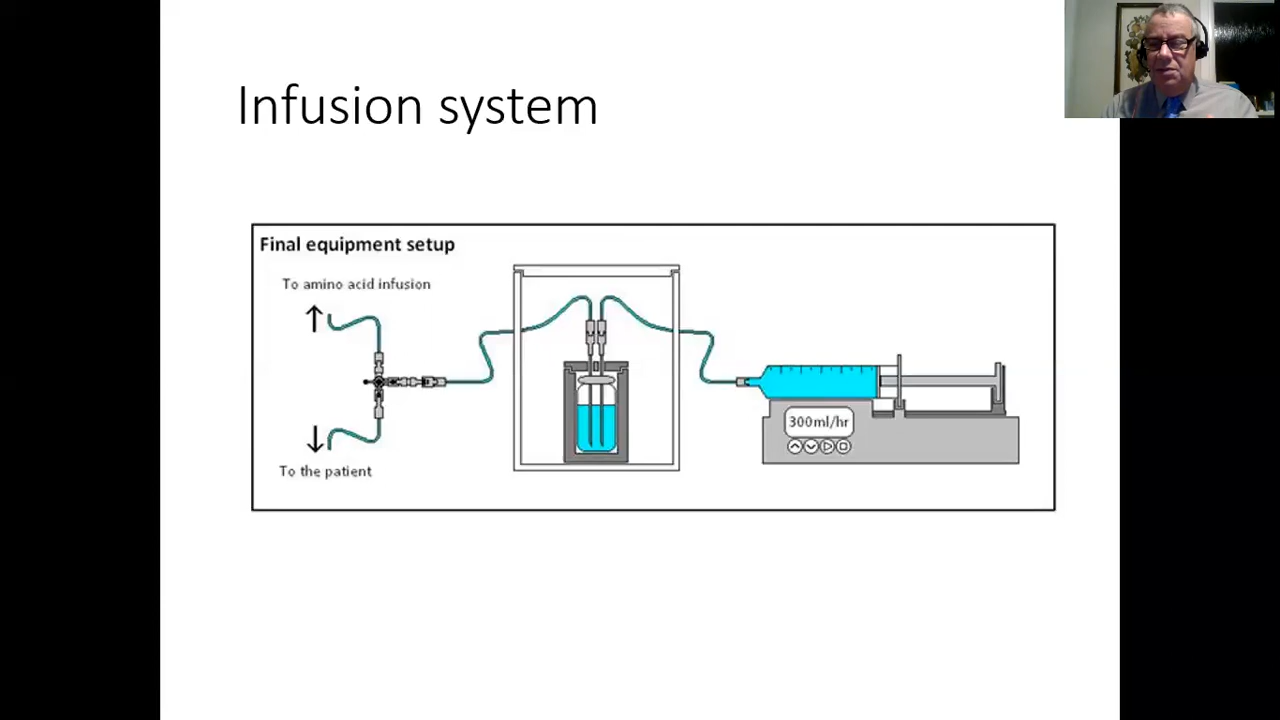 Infusion system
Final equipment setup
To amino acid infusion
300ml/hr
To the patient